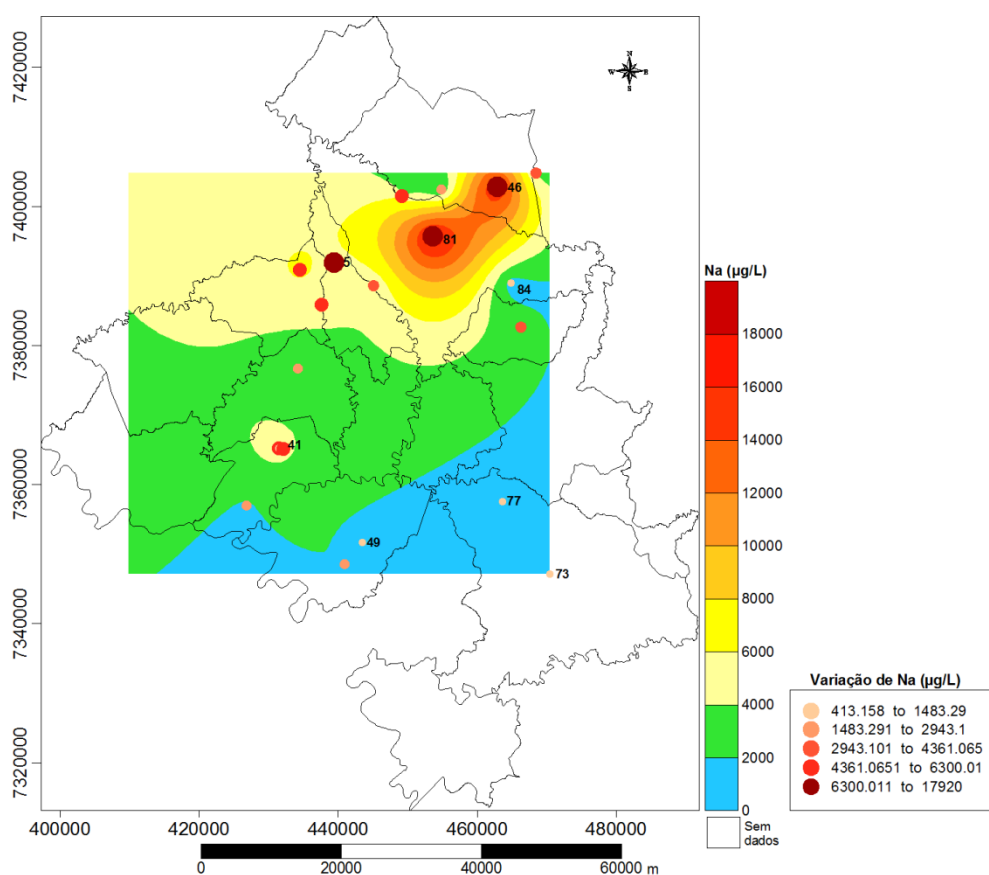 7420000
7400000
7380000
7360000
7340000
7320000
N
W E
S
46
81
5
84
41
77
49
73
Na (µg/L)
18000
16000
14000
12000
10000
8000
6000
4000
2000
0
Sem
dados
Variação de Na (µg/L)
413.158 to 1483.29
1483.291 to 2943.1
2943.101 to 4361.065
4361.0651 to 6300.01
6300.011 to 17920
400000 420000 440000 460000 480000
0 20000 40000 60000 m